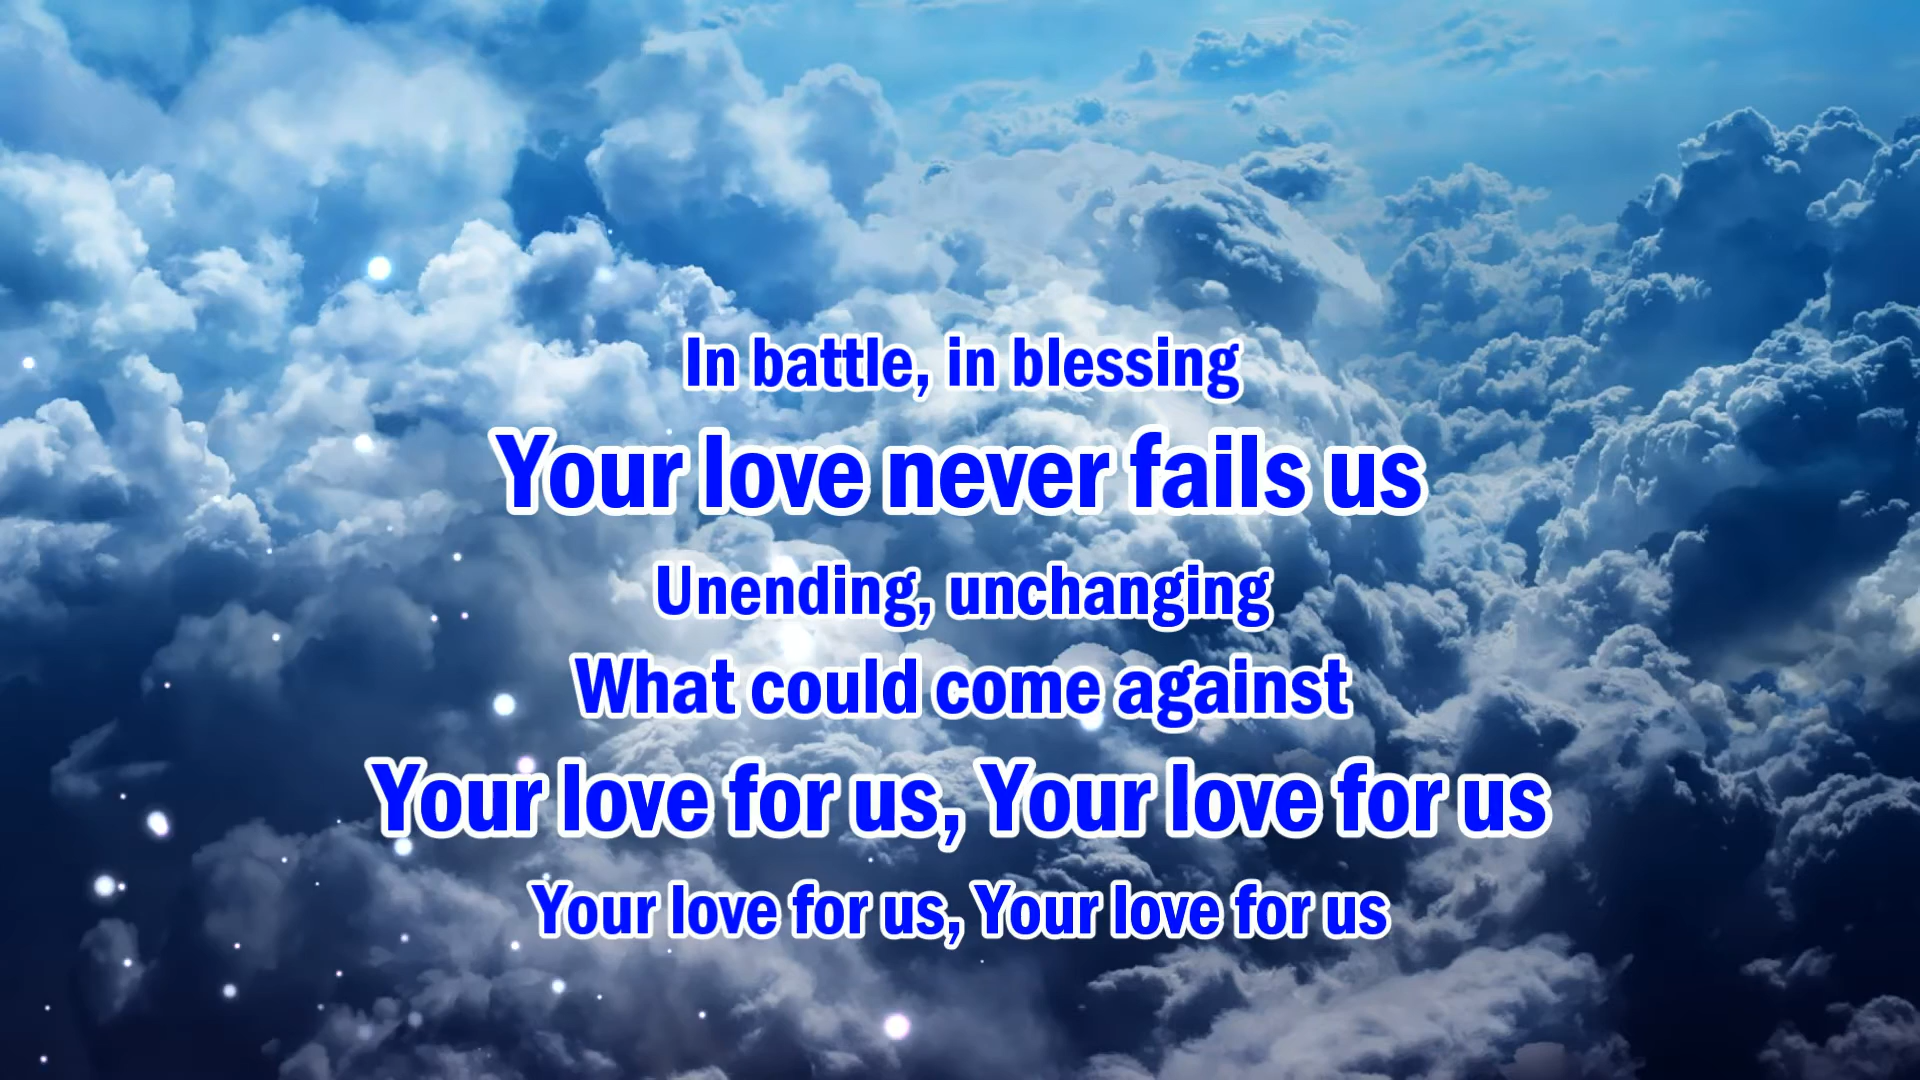 In battle, in blessing
Your love never fails us
Unending, unchanging
What could come against
Your love for us, Your love for us
Your love for us, Your love for us